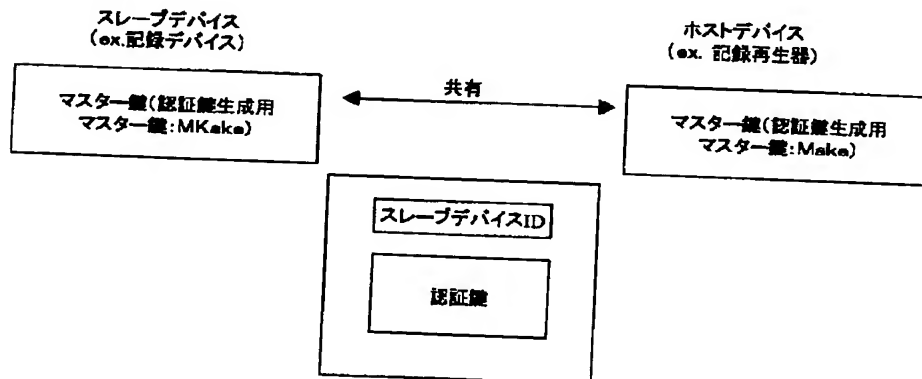 スレーブデバイス
(ex.記録デバイス)
ホストデバイス
(ex. 記録再生器)
マスター鍵(認証鍵生成用
マスター鍵:MKake)
共有
マスター鍵(認証鍵生成用
マスター鍵:Make)
スレーブデバイスID
認証鍵